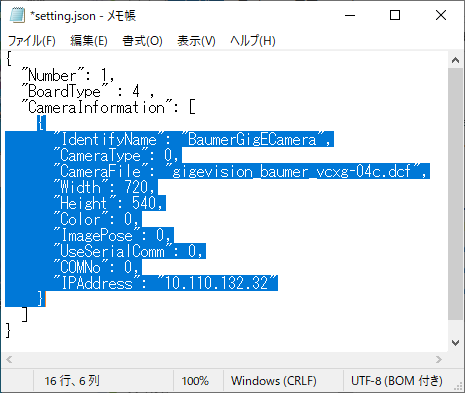 *setting.json - メモ帳
ファイル(F) 編集(E) 書式(O) 表示(V) ヘルプ(H)
{
  "Number": 1,
  "BoardType" : 4 ,
  "CameraInformation": [
    {
      "IdentifyName": "BaumerGigECamera",
      "CameraType": 0,
      "CameraFile": "gigevision_baumer_vcxg-04c.dcf",
      "Width": 720,
      "Height": 540,
      "Color": 0,
      "ImagePose": 0,
      "UseSerialComm": 0,
      "COMNo": 0,
      "IPAddress": "10.110.132.32"
    }
  ]
}
16 行、6 列 100% Windows (CRLF) UTF-8 (BOM 付き)